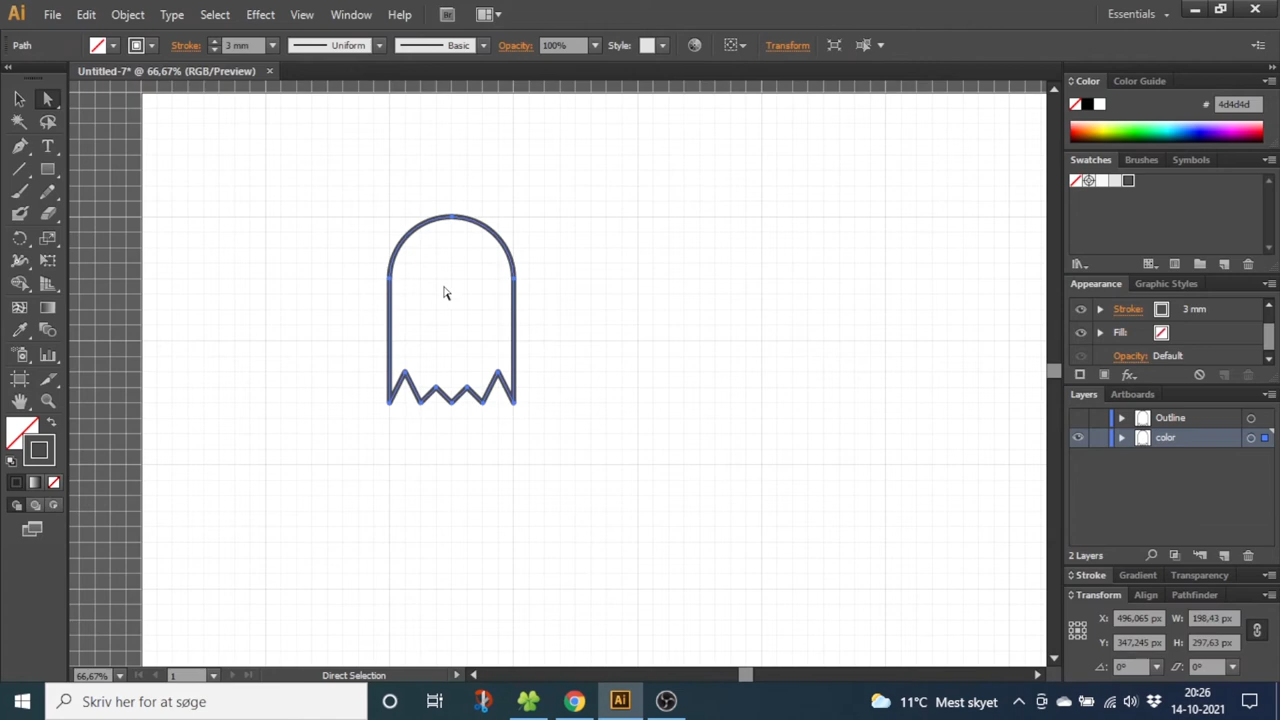 Ai File Edit Object Type Select Effect View Window Help Br Essentials
Path Stroke: 3 mm Uniform Basic Opacity: 100% Style: Transform
Untitled-7* @ 66,67% (RGB/Preview) ×
Color Color Guide
# 4d4d4d
Swatches Brushes Symbols
Appearance Graphic Styles
Stroke: 3 mm
Fill:
Opacity: Default
fx
Layers Artboards
Outline
color
2 Layers
Stroke Gradient Transparency
Transform Align Pathfinder
X: 496,065 px W: 198,43 px
Y: 347,245 px H: 297,63 px
0° 0°
66,67% 1 Direct Selection
Skriv her for at søge Ai 11°C Mest skyet 20:26
14-10-2021